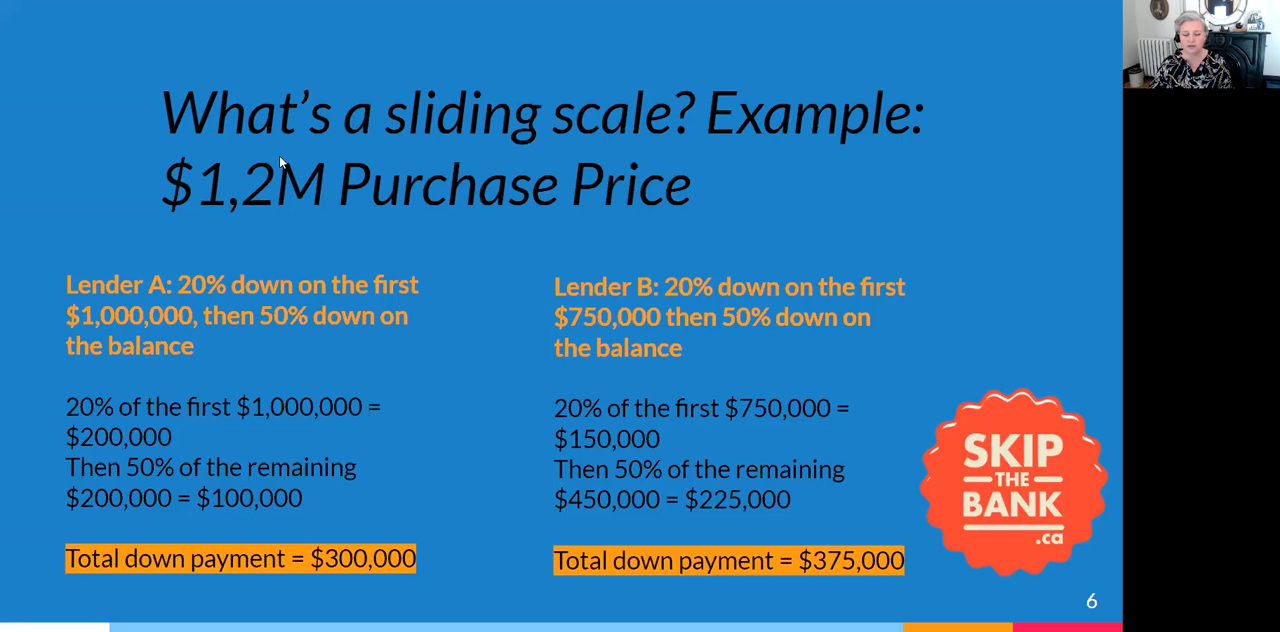 What's a sliding scale? Example:
$1,2M Purchase Price
Lender A: 20% down on the first
$1,000,000, then 50% down on
the balance
20% of the first $1,000,000 =
$200,000
Then 50% of the remaining
$200,000 = $100,000
Total down payment = $300,000
Lender B: 20% down on the first
$750,000 then 50% down on
the balance
20% of the first $750,000 =
$150,000
Then 50% of the remaining
$450,000 = $225,000
Total down payment = $375,000
SKIP
THE
BANK
.ca
6